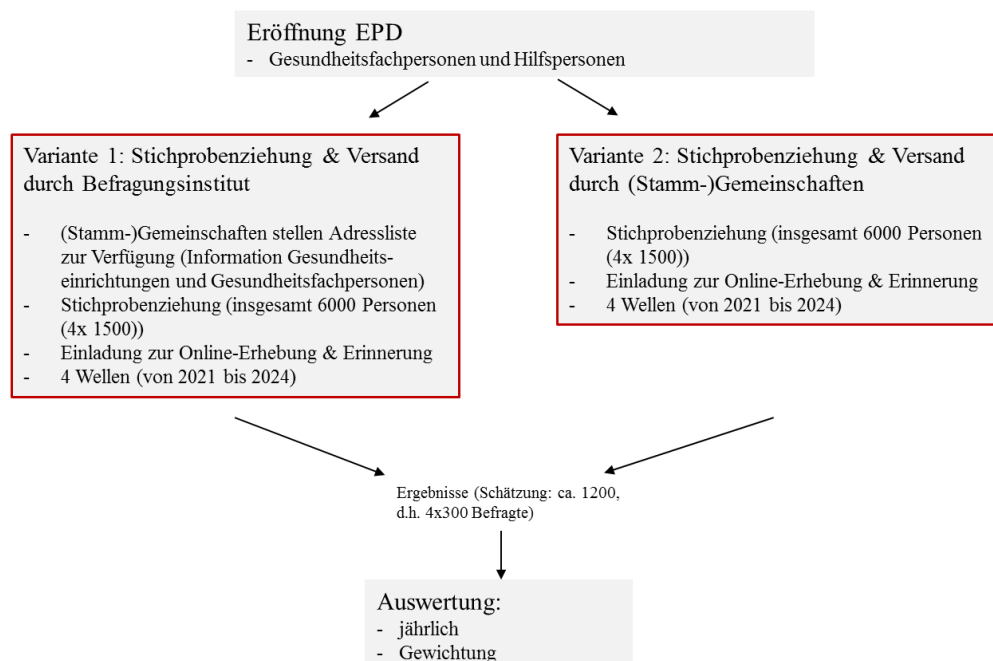 Eröffnung EPD
- Gesundheitsfachpersonen und Hilfspersonen
Variante 1: Stichprobenziehung & Versand
durch Befragungsinstitut
- (Stamm-)Gemeinschaften stellen Adressliste
zur Verfügung (Information Gesundheits-
einrichtungen und Gesundheitsfachpersonen)
- Stichprobenziehung (insgesamt 6000 Personen
(4x 1500))
- Einladung zur Online-Erhebung & Erinnerung
- 4 Wellen (von 2021 bis 2024)
Variante 2: Stichprobenziehung & Versand
durch (Stamm-)Gemeinschaften
- Stichprobenziehung (insgesamt 6000 Personen
(4x 1500))
- Einladung zur Online-Erhebung & Erinnerung
- 4 Wellen (von 2021 bis 2024)
Ergebnisse (Schätzung: ca. 1200,
d.h. 4x300 Befragte)
Auswertung:
- jährlich
- Gewichtung